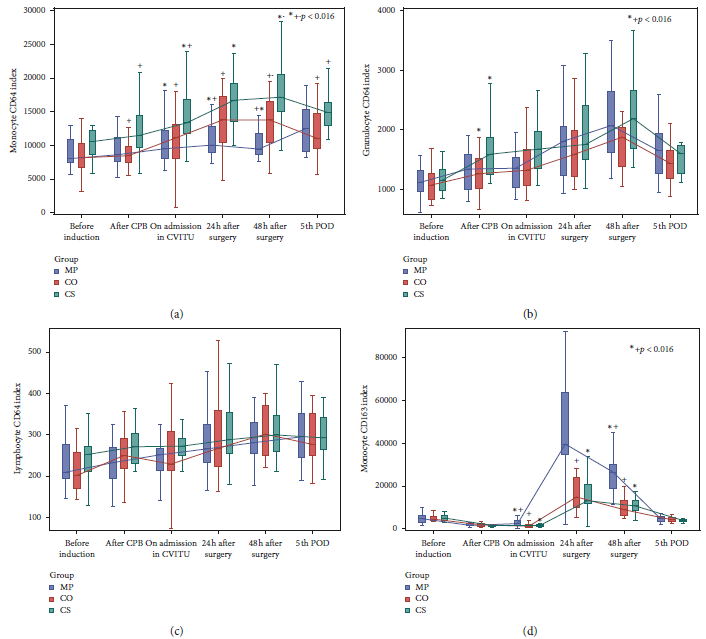 30000
25000
20000
15000
10000
5000
0
Monocyte CD64 index
*+p < 0.016
Before induction
After CPB
On admission in CVITU
24 h after surgery
48 h after surgery
5th POD
Group
MP
CO
CS
(a)
4000
3000
2000
1000
Granulocyte CD64 index
*+p < 0.016
Before induction
After CPB
On admission in CVITU
24 h after surgery
48 h after surgery
5th POD
Group
MP
CO
CS
(b)
500
400
300
200
100
Lymphocyte CD64 index
Before induction
After CPB
On admission in CVITU
24 h after surgery
48 h after surgery
5th POD
Group
MP
CO
CS
(c)
80000
60000
40000
20000
0
Monocyte CD163 index
*+p < 0.016
Before induction
After CPB
On admission in CVITU
24 h after surgery
48 h after surgery
5th POD
Group
MP
CO
CS
(d)